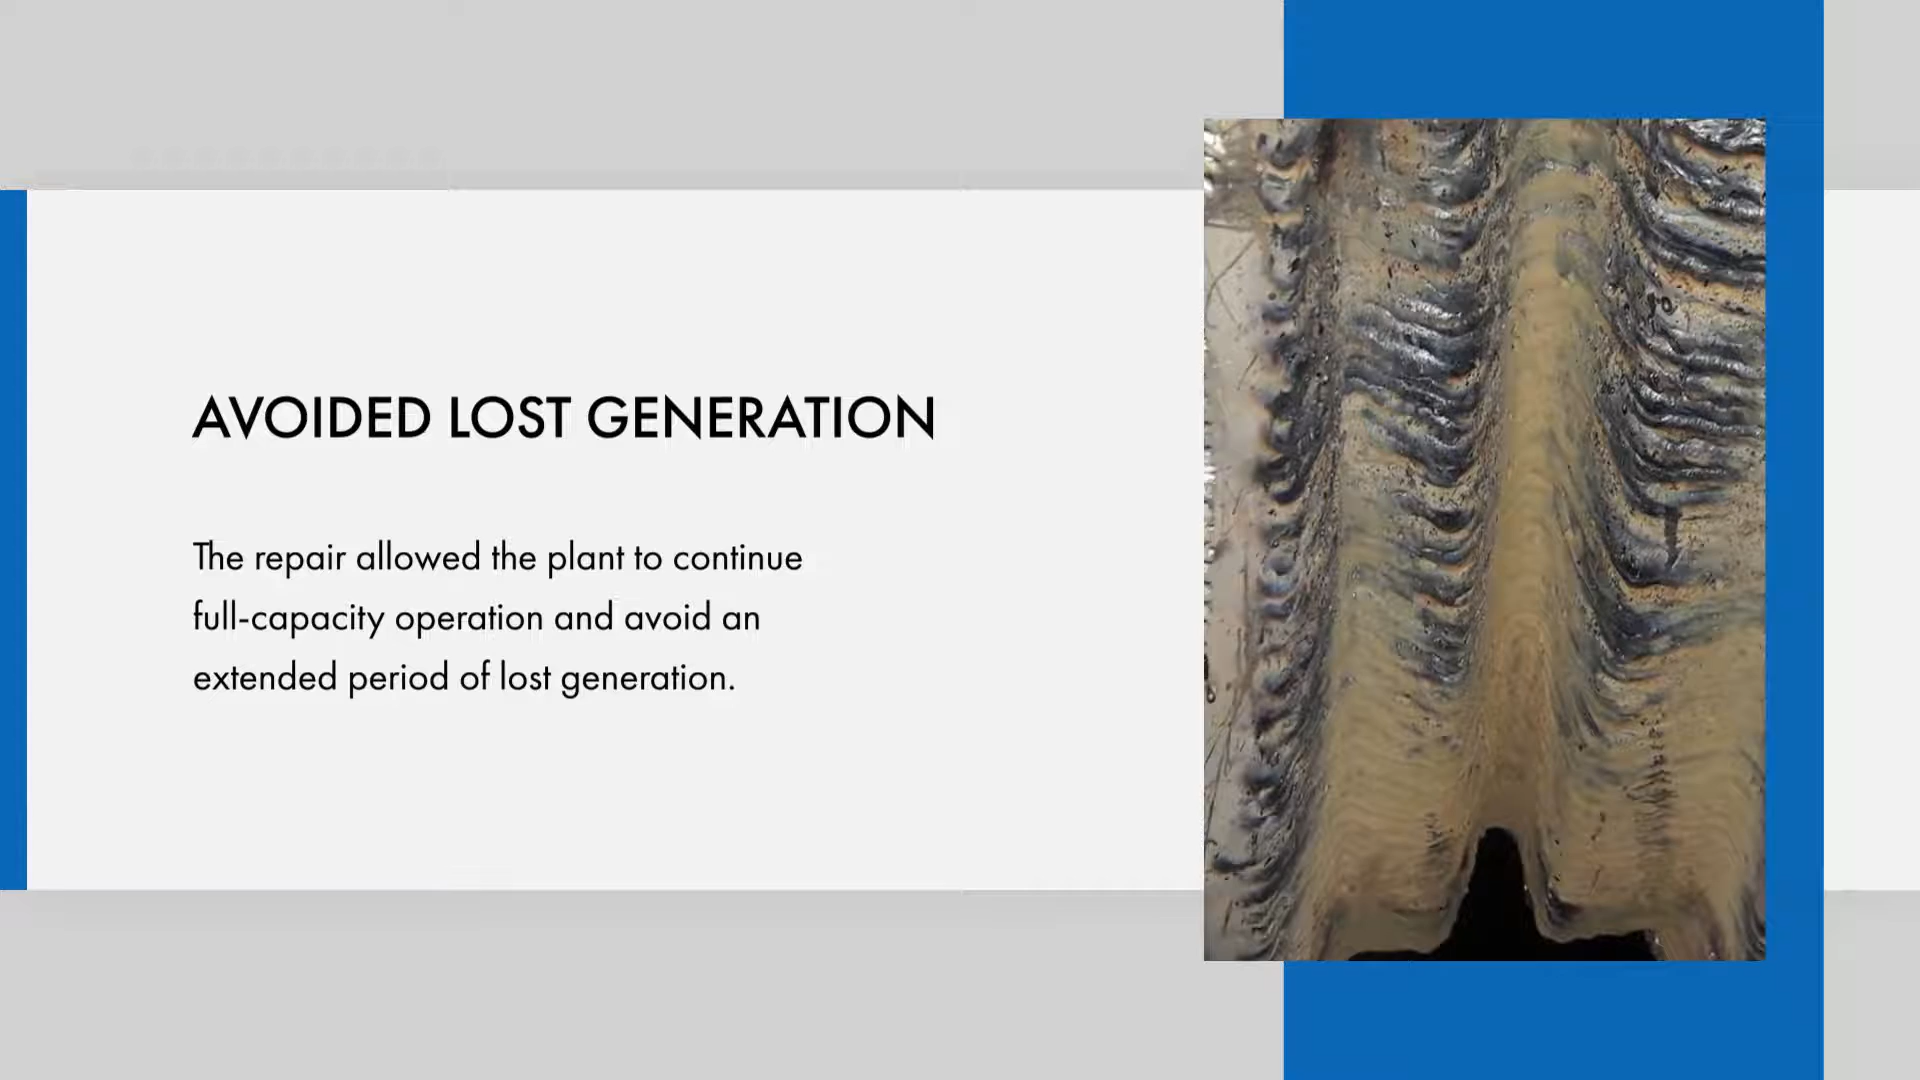 AVOIDED LOST GENERATION
The repair allowed the plant to continue
full-capacity operation and avoid an
extended period of lost generation.